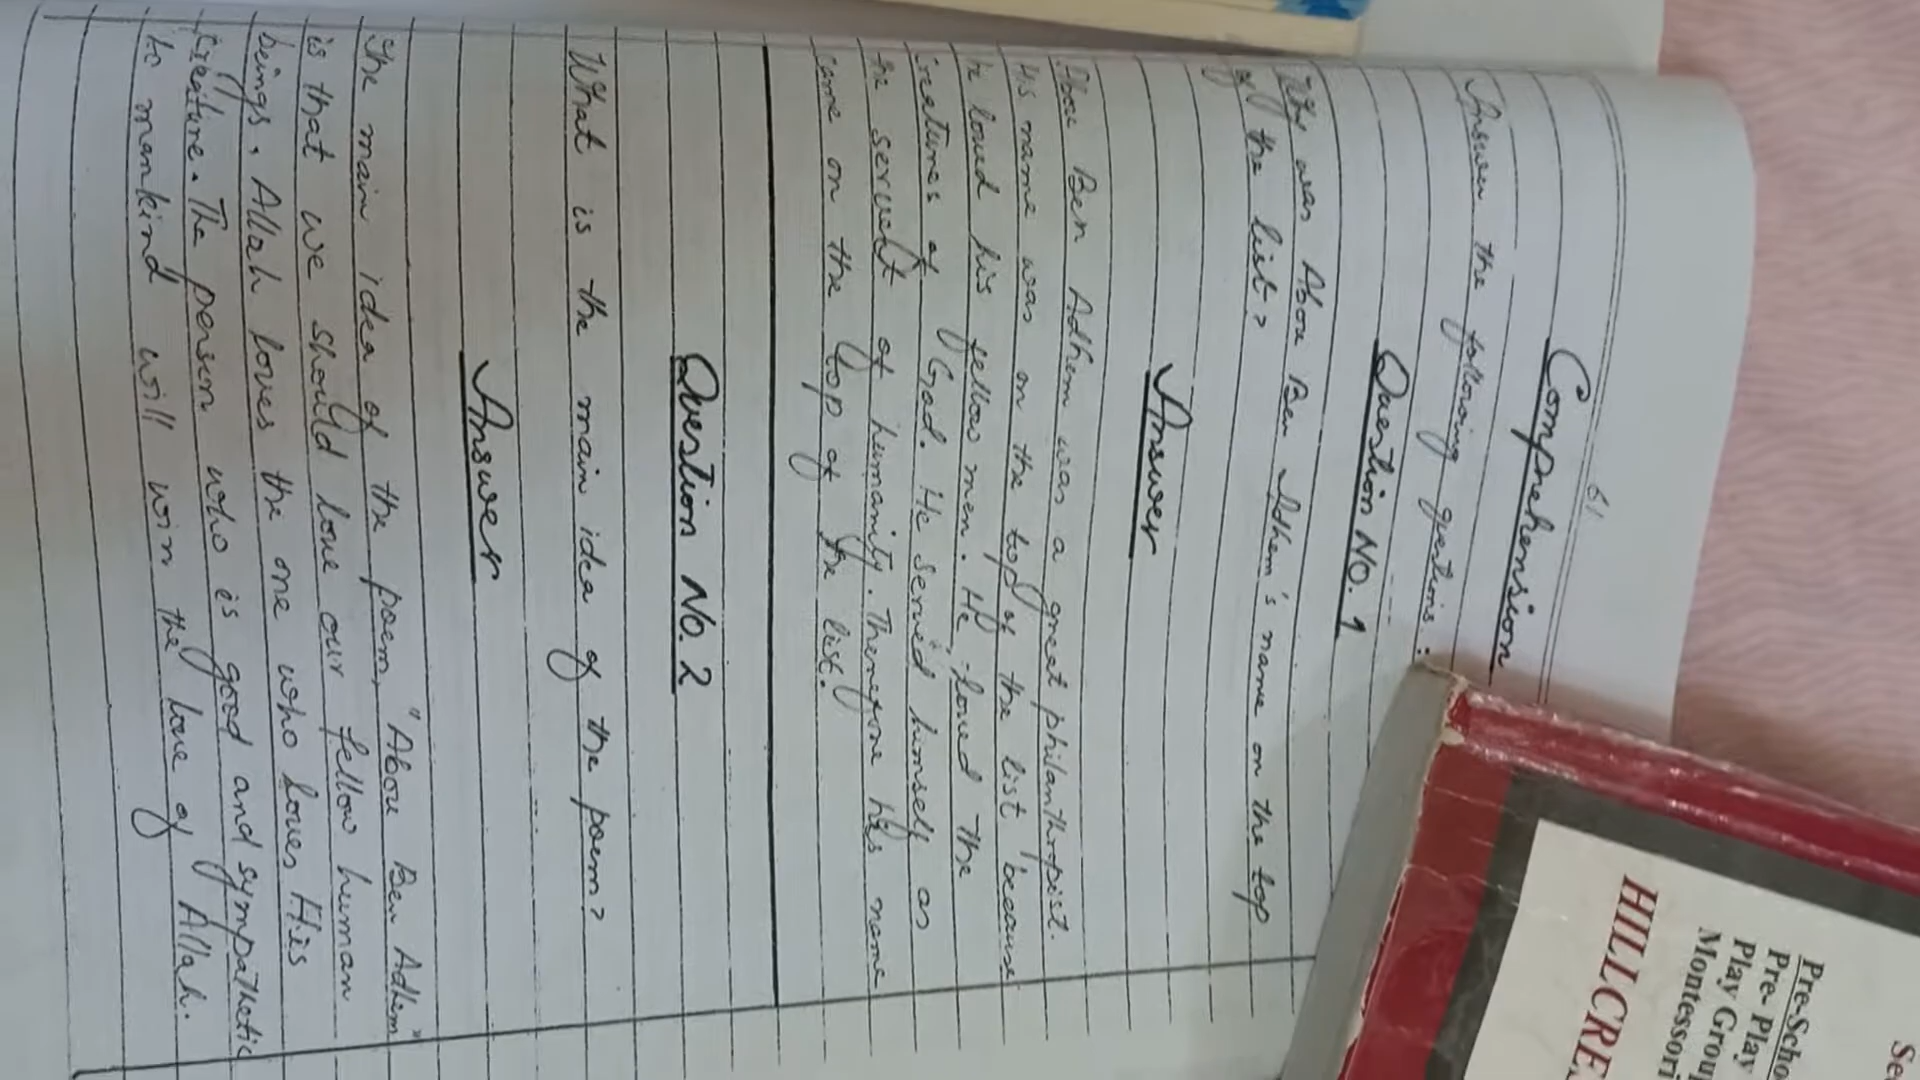 61
Comprehension
Answer the following questions:
Question NO. 1
Why was Abou Ben Adhem's name on the top
of the list?
Answer
Abou Ben Adhem was a great philanthropist.
His name was on the top of the list because
he loved his fellow men. He loved the
creatures of God. He served himself as
the servent of humanity. Therefore his name
came on the top of the list.
Question NO. 2
What is the main idea of the poem?
Answer
The main idea of the poem, "Abou Ben Adhem"
is that we should love our fellow human
beings. Allah loves the one who loves His
creature. The person who is good and sympathetic
to mankind will win the love of Allah.
Pre-Scho
Pre- Play
Play Grou
Montessori
HILLCRE
Se